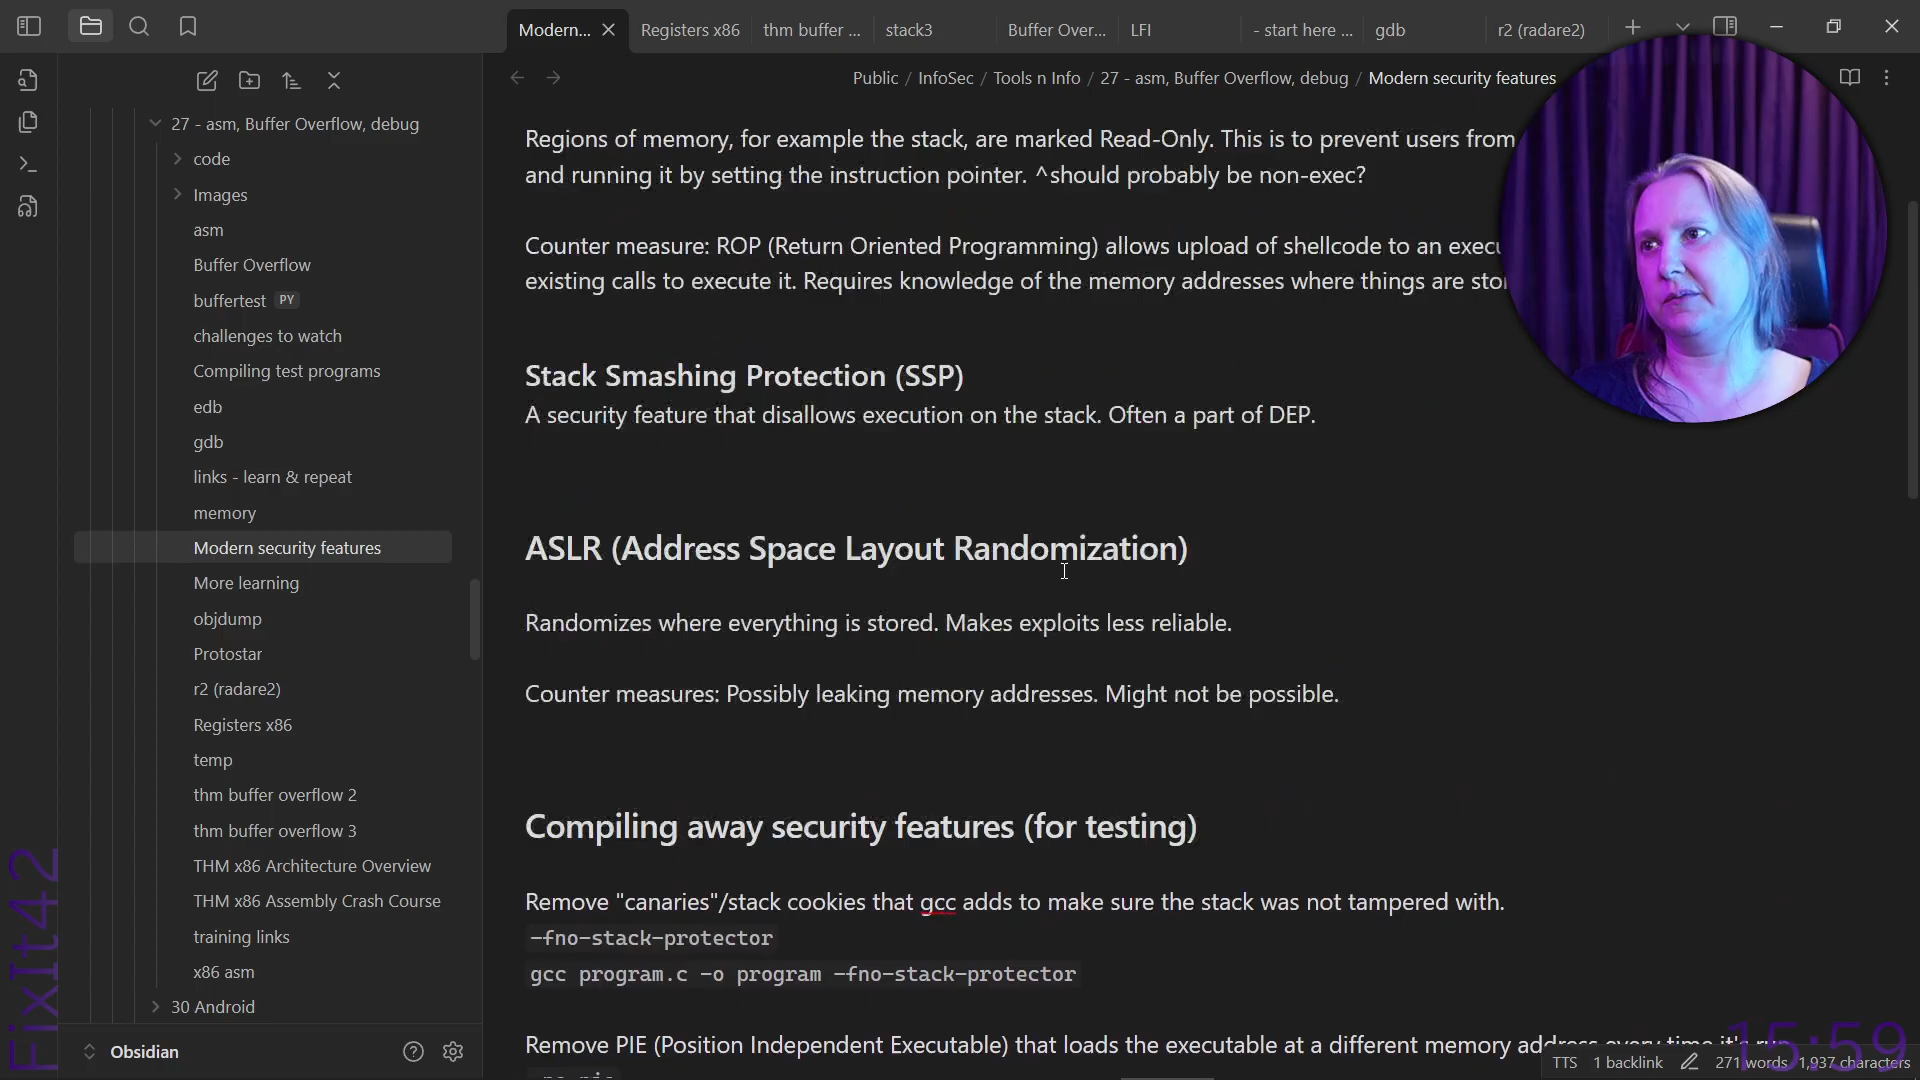 Modern...
Registers x86
thm buffer ...
stack3
Buffer Over...
LFI
- start here ...
gdb
r2 (radare2)
Public / InfoSec / Tools n Info / 27 - asm, Buffer Overflow, debug / Modern security features
27 - asm, Buffer Overflow, debug
code
Images
asm
Buffer Overflow
buffertest PY
challenges to watch
Compiling test programs
edb
gdb
links - learn & repeat
memory
Modern security features
More learning
objdump
Protostar
r2 (radare2)
Registers x86
temp
thm buffer overflow 2
thm buffer overflow 3
THM x86 Architecture Overview
THM x86 Assembly Crash Course
training links
x86 asm
30 Android
Obsidian
FixIt42
Regions of memory, for example the stack, are marked Read-Only. This is to prevent users from
and running it by setting the instruction pointer. ^should probably be non-exec?
Counter measure: ROP (Return Oriented Programming) allows upload of shellcode to an
existing calls to execute it. Requires knowledge of the memory addresses where things are
Stack Smashing Protection (SSP)
A security feature that disallows execution on the stack. Often a part of DEP.
ASLR (Address Space Layout Randomization)
Randomizes where everything is stored. Makes exploits less reliable.
Counter measures: Possibly leaking memory addresses. Might not be possible.
Compiling away security features (for testing)
Remove "canaries"/stack cookies that gcc adds to make sure the stack was not tampered with.
-fno-stack-protector
gcc program.c -o program -fno-stack-protector
Remove PIE (Position Independent Executable) that loads the executable at a different memory address every time it's run
TTS 1 backlink 271 words 1,937 characters
15:59